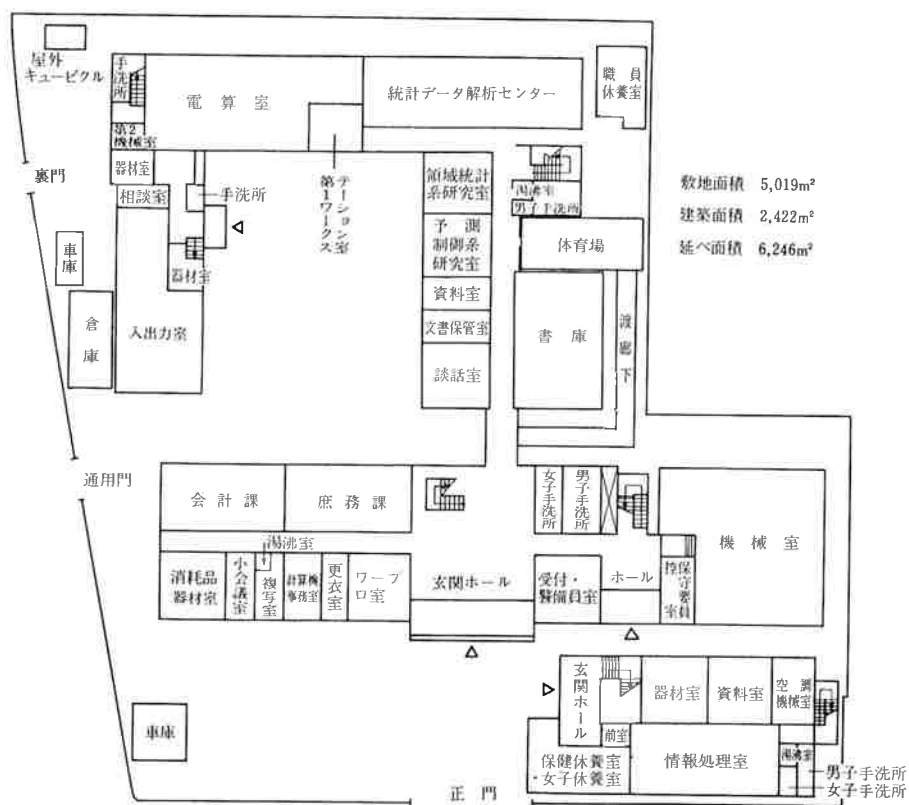 屋外
キュービクル
手洗所
電算室
統計データ解析センター
職員
休養室
第2
機械室
裏門
器材室
相談室
手洗所
第1ワークス
テーション室
領域統計
系研究室
湯沸室
男子手洗所
敷地面積 5,019m²
建築面積 2,422m²
延べ面積 6,246m²
予測
制御系
研究室
体育場
車庫
器材室
資料室
倉庫
入出力室
文書保管室
書庫
渡廊下
談話室
通用門
会計課
庶務課
女子手洗所
男子手洗所
機械室
湯沸室
消耗品
器材室
小会議室
複写室
計算機
事務室
更衣室
ワープ
ロ室
玄関ホール
受付・
警備員室
ホール
保守要員
控室
玄関ホール
器材室
資料室
空調
機械室
車庫
前室
保健休養室
・女子休養室
情報処理室
湯沸室
男子手洗所
女子手洗所
正門